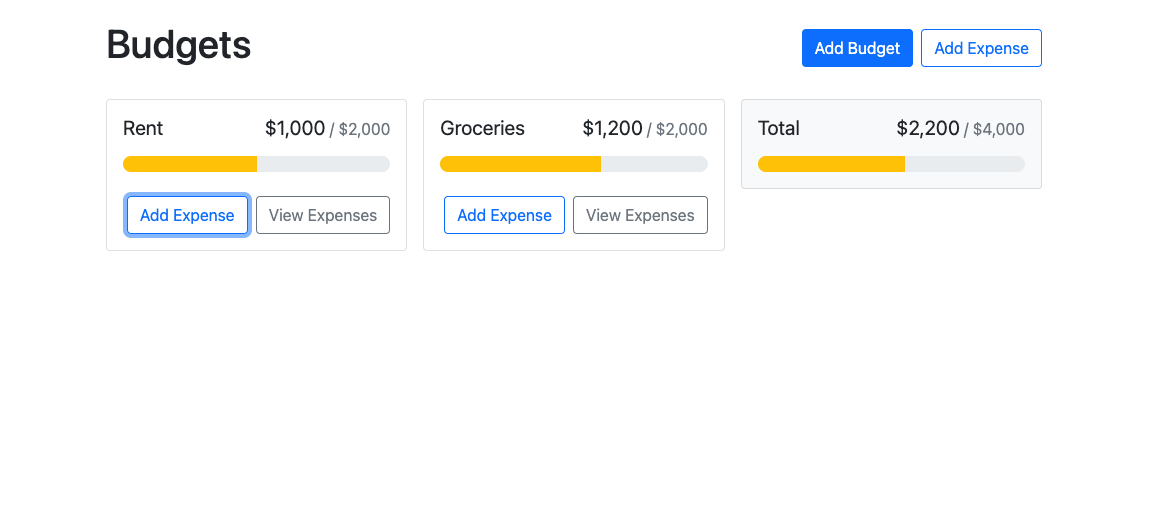 Budgets
Add Budget Add Expense
Rent $1,000 / $2,000
Add Expense View Expenses
Groceries $1,200 / $2,000
Add Expense View Expenses
Total $2,200 / $4,000